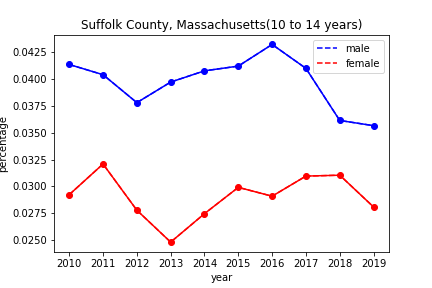 Suffolk County, Massachusetts(10 to 14 years)
male
female
percentage
0.0425
0.0400
0.0375
0.0350
0.0325
0.0300
0.0275
0.0250
2010 2011 2012 2013 2014 2015 2016 2017 2018 2019
year